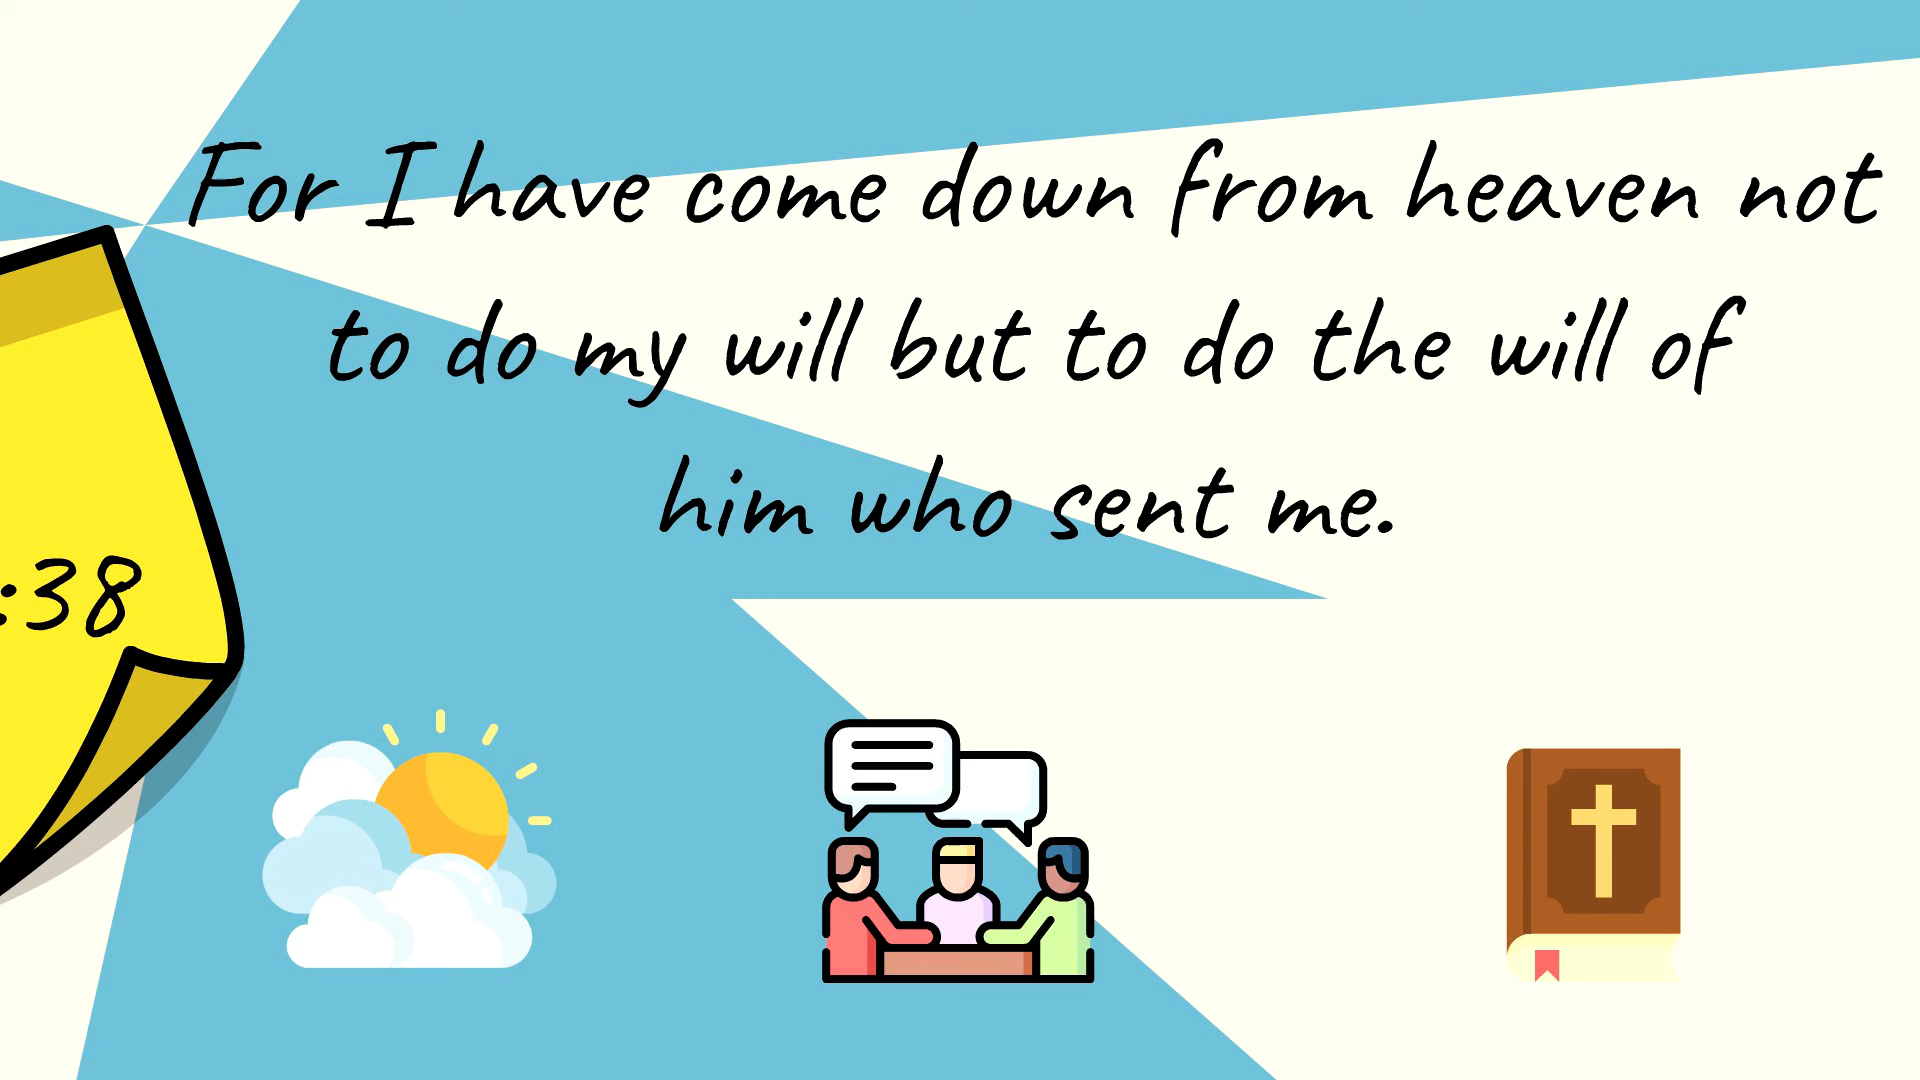 For I have come down from heaven not
to do my will but to do the will of
him who sent me.
:38